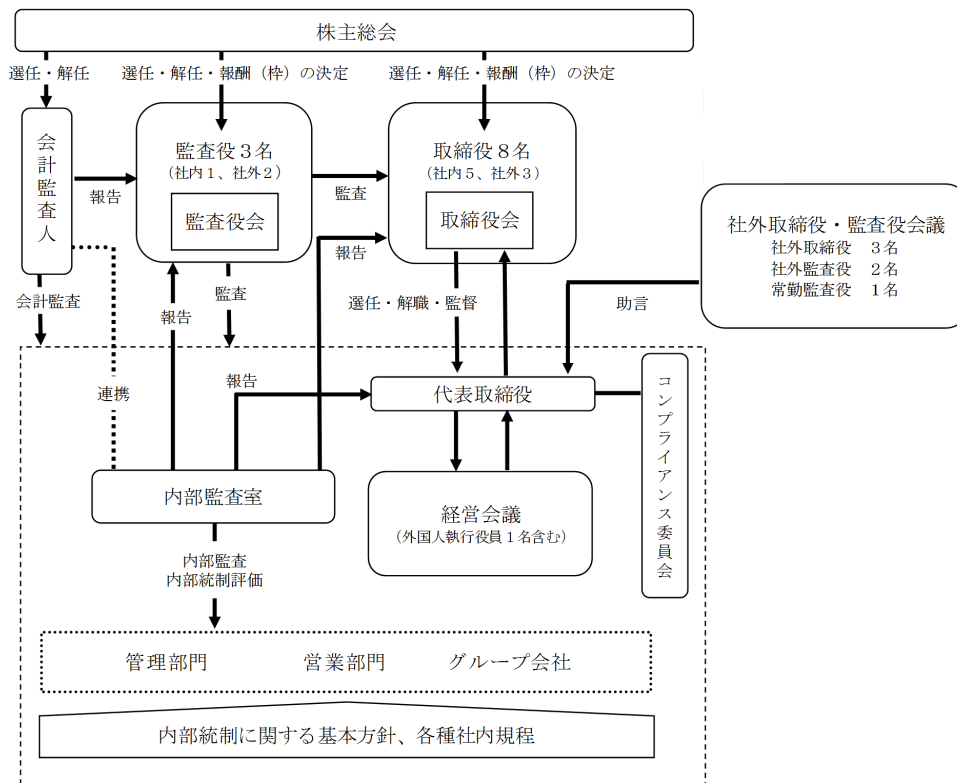 株主総会
選任・解任
選任・解任・報酬（枠）の決定
選任・解任・報酬（枠）の決定
会計監査人
監査役３名
（社内１、社外２）
監査役会
取締役８名
（社内５、社外３）
取締役会
報告
監査
社外取締役・監査役会議
社外取締役　３名
社外監査役　２名
常勤監査役　１名
会計監査
報告
監査
報告
選任・解職・監督
助言
連携
報告
代表取締役
コンプライアンス委員会
内部監査室
経営会議
（外国人執行役員１名含む）
内部監査
内部統制評価
管理部門
営業部門
グループ会社
内部統制に関する基本方針、各種社内規程